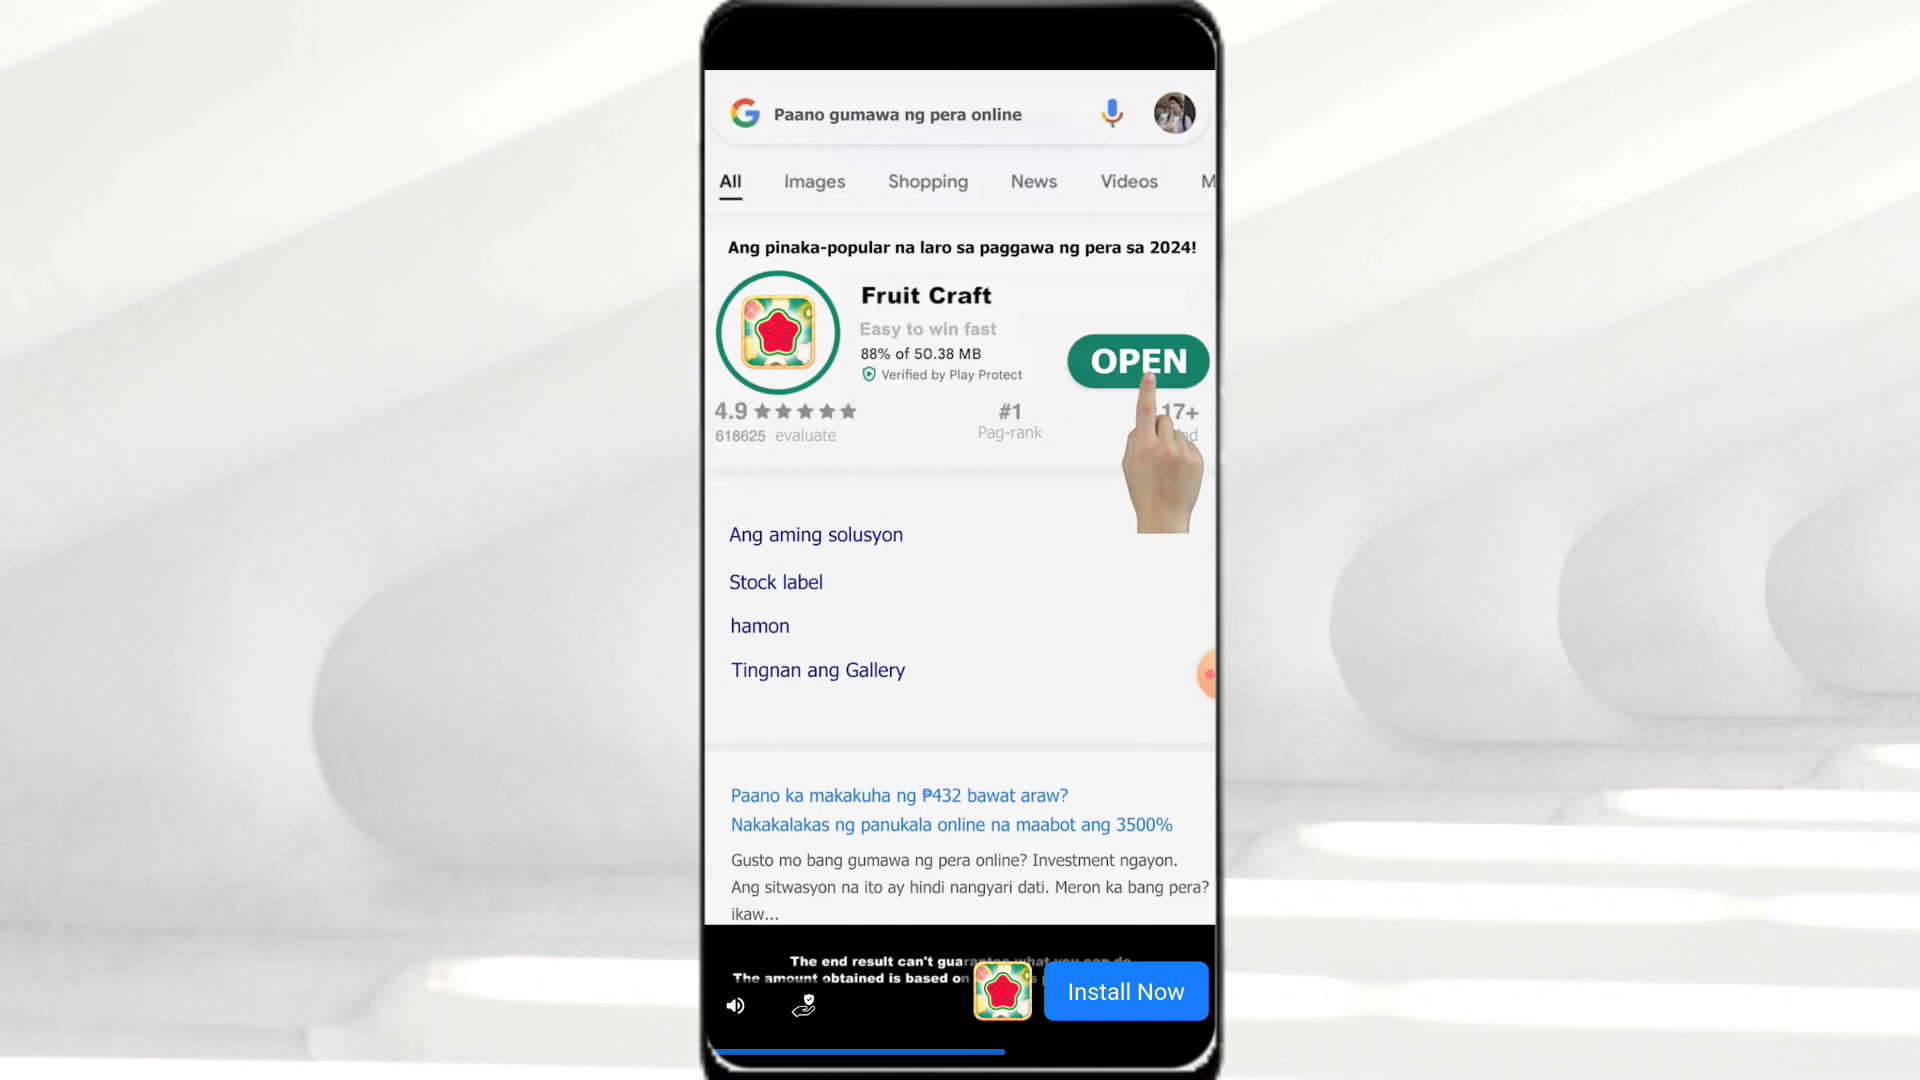 Paano gumawa ng pera online
All Images Shopping News Videos M
Ang pinaka-popular na laro sa paggawa ng pera sa 2024!
Fruit Craft
Easy to win fast
88% of 50.38 MB
Verified by Play Protect
OPEN
4.9 #1 17+
618625 evaluate Pag-rank
Ang aming solusyon
Stock label
hamon
Tingnan ang Gallery
Paano ka makakuha ng ₱432 bawat araw?
Nakakalakas ng panukala online na maabot ang 3500%
Gusto mo bang gumawa ng pera online? Investment ngayon.
Ang sitwasyon na ito ay hindi nangyari dati. Meron ka bang pera?
ikaw...
The end result can't guarantee what you can do
The amount obtained is based on
Install Now